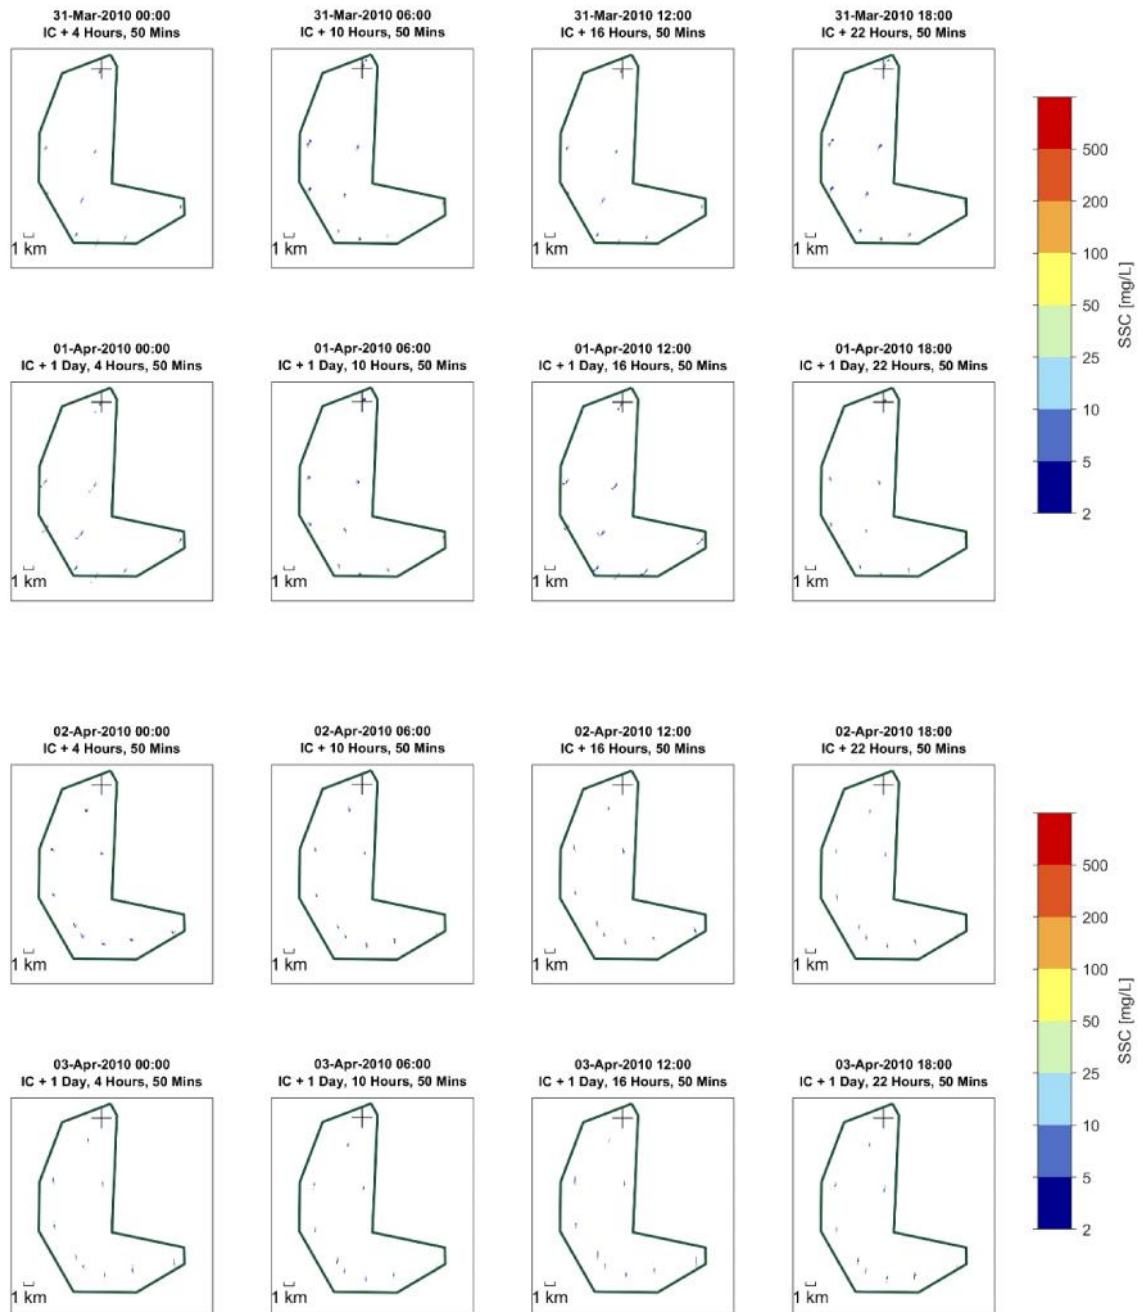 31-Mar-2010 00:00
IC + 4 Hours, 50 Mins
31-Mar-2010 06:00
IC + 10 Hours, 50 Mins
31-Mar-2010 12:00
IC + 16 Hours, 50 Mins
31-Mar-2010 18:00
IC + 22 Hours, 50 Mins
1 km
1 km
1 km
1 km
500
200
100
50
25
10
5
2
SSC [mg/L]
01-Apr-2010 00:00
IC + 1 Day, 4 Hours, 50 Mins
01-Apr-2010 06:00
IC + 1 Day, 10 Hours, 50 Mins
01-Apr-2010 12:00
IC + 1 Day, 16 Hours, 50 Mins
01-Apr-2010 18:00
IC + 1 Day, 22 Hours, 50 Mins
1 km
1 km
1 km
1 km
02-Apr-2010 00:00
IC + 4 Hours, 50 Mins
02-Apr-2010 06:00
IC + 10 Hours, 50 Mins
02-Apr-2010 12:00
IC + 16 Hours, 50 Mins
02-Apr-2010 18:00
IC + 22 Hours, 50 Mins
1 km
1 km
1 km
1 km
500
200
100
50
25
10
5
2
SSC [mg/L]
03-Apr-2010 00:00
IC + 1 Day, 4 Hours, 50 Mins
03-Apr-2010 06:00
IC + 1 Day, 10 Hours, 50 Mins
03-Apr-2010 12:00
IC + 1 Day, 16 Hours, 50 Mins
03-Apr-2010 18:00
IC + 1 Day, 22 Hours, 50 Mins
1 km
1 km
1 km
1 km